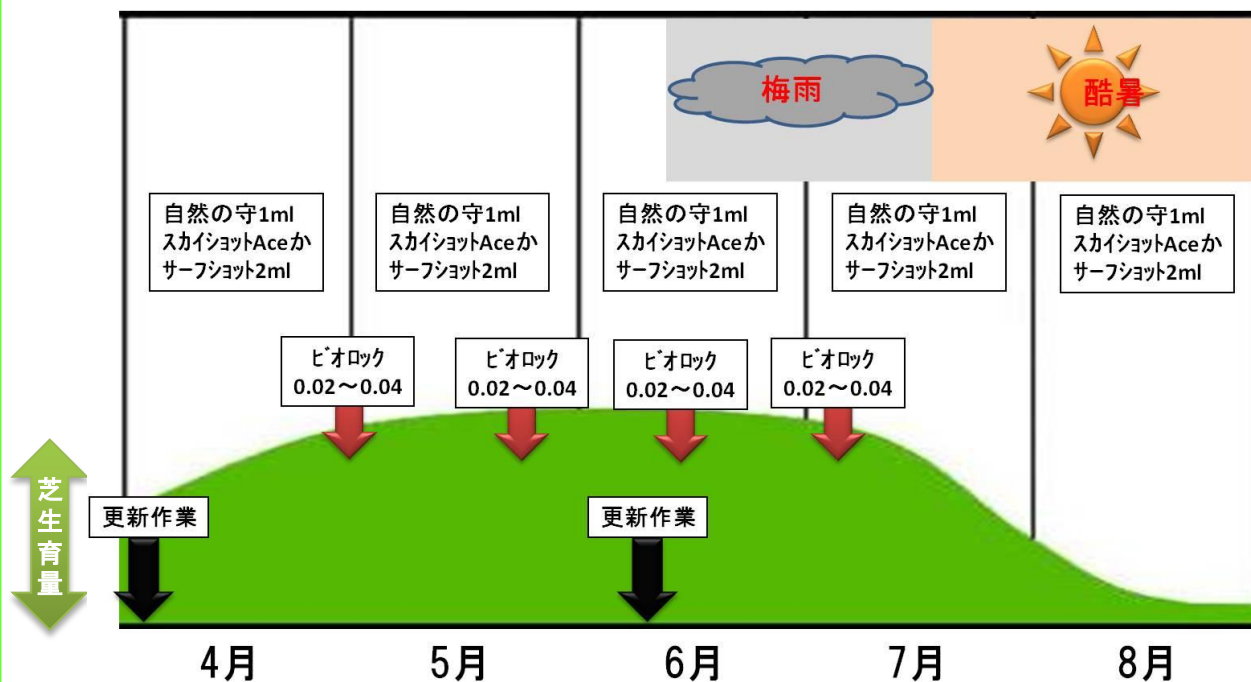 梅雨
酷暑
自然の守1ml
スカイショットAceか
サーフショット2ml
自然の守1ml
スカイショットAceか
サーフショット2ml
自然の守1ml
スカイショットAceか
サーフショット2ml
自然の守1ml
スカイショットAceか
サーフショット2ml
自然の守1ml
スカイショットAceか
サーフショット2ml
ビオロック
0.02～0.04
ビオロック
0.02～0.04
ビオロック
0.02～0.04
ビオロック
0.02～0.04
芝生育量
更新作業
更新作業
4月
5月
6月
7月
8月